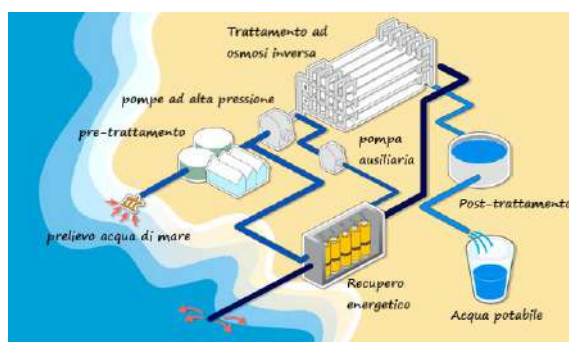 Trattamento ad
osmosi inversa
pompe ad alta pressione
pre-trattamento
pompa
ausiliaria
prelievo acqua di mare
Post-trattamento
Recupero
energetico
Acqua potabile